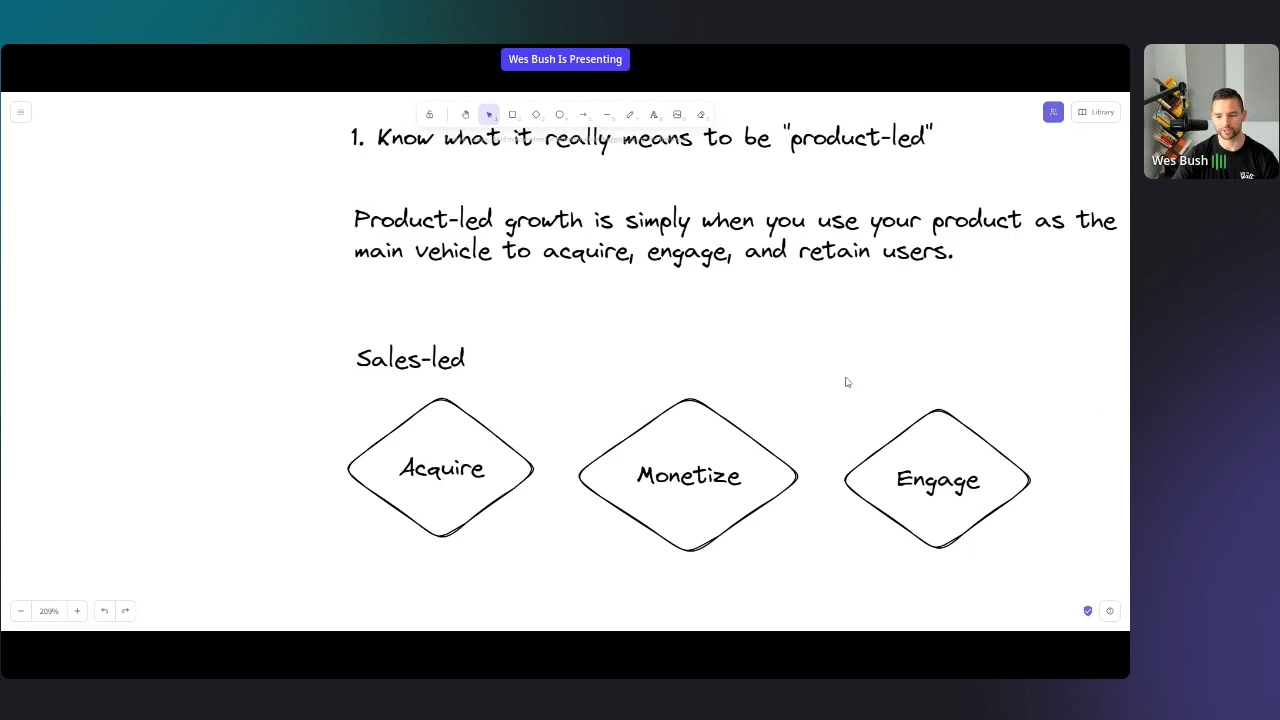 Wes Bush Is Presenting
Library
1. Know what it really means to be "product-led"
Wes Bush
Product-led growth is simply when you use your product as the
main vehicle to acquire, engage, and retain users.
Sales-led
Acquire
Monetize
Engage
209%